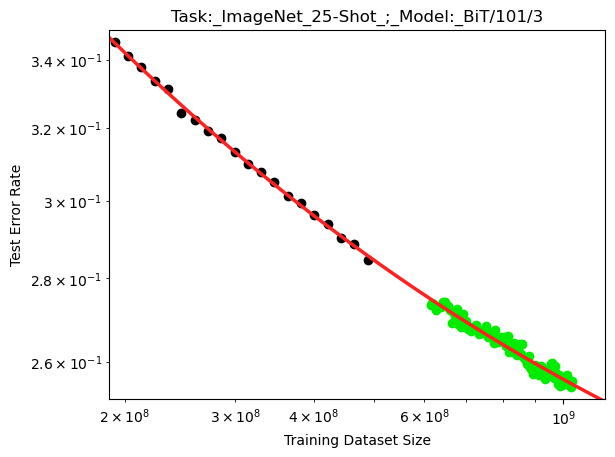 Task:_ImageNet_25-Shot_;_Model:_BiT/101/3
3.4 × 10⁻¹
3.2 × 10⁻¹
3 × 10⁻¹
2.8 × 10⁻¹
2.6 × 10⁻¹
Test Error Rate
2 × 10⁸ 3 × 10⁸ 4 × 10⁸ 6 × 10⁸ 10⁹
Training Dataset Size